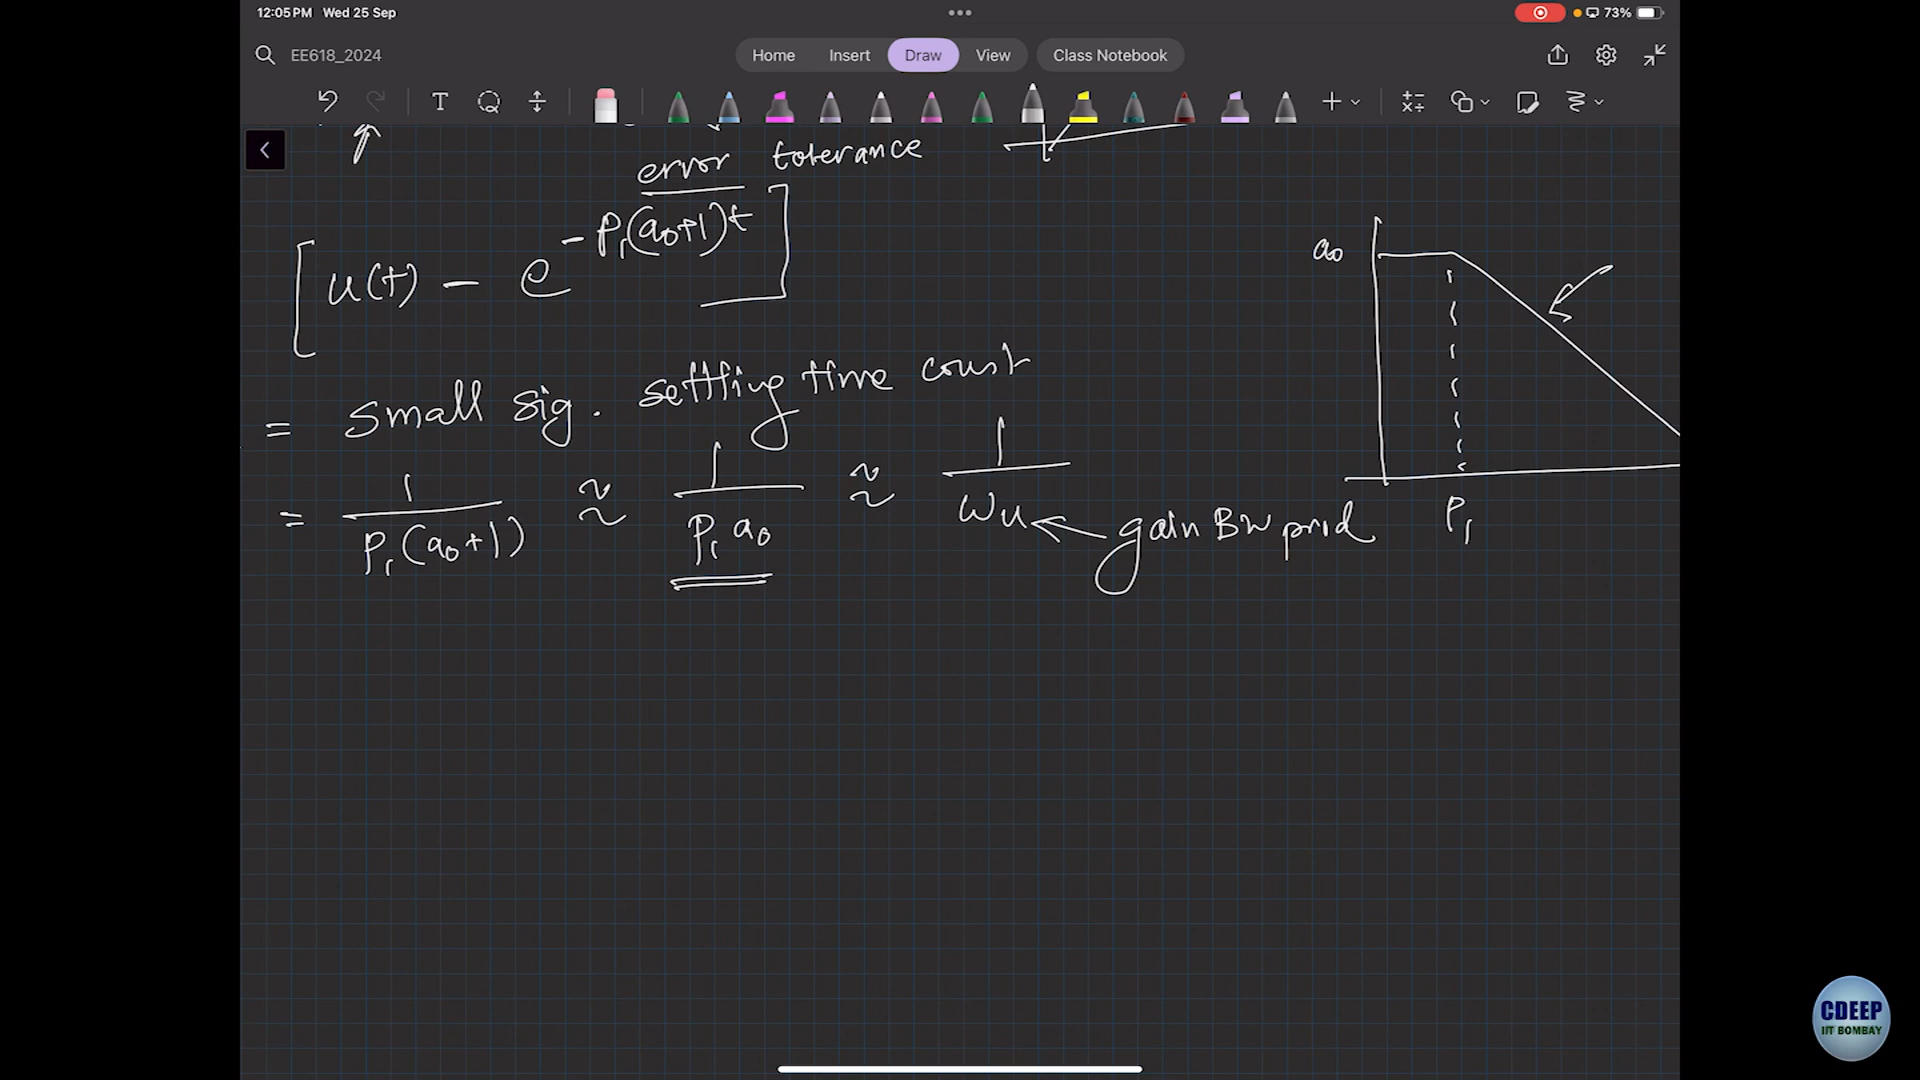 12:05 PM Wed 25 Sep
73%
EE618_2024
Home Insert Draw View Class Notebook
T
error tolerance
[u(t) - e^{-P₁(a₀+1)t}]
a₀
= small sig. settling time const
= 1/(P₁(a₀+1)) ≈ 1/(P₁a₀) ≈ 1/ωu ← gain BW prod
P₁
CDEEP
IIT BOMBAY